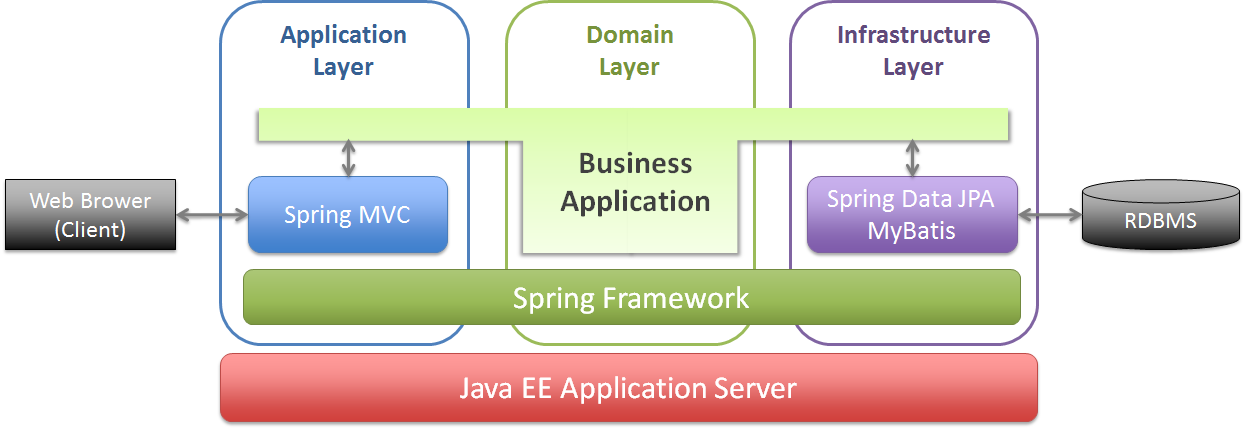 Application
Layer
Domain
Layer
Infrastructure
Layer
Business
Application
Web Brower
(Client)
Spring MVC
Spring Data JPA
MyBatis
RDBMS
Spring Framework
Java EE Application Server